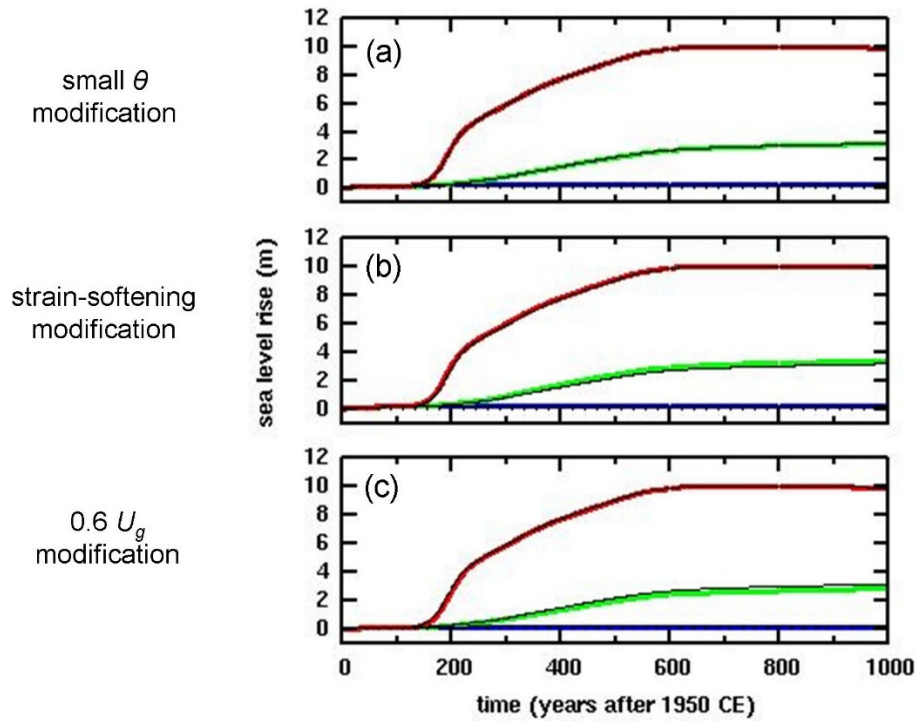 small θ
modification
12
10
8
6
4
2
0
(a)
strain-softening
modification
12
10
8
6
4
2
0
(b)
0.6 U_g
modification
12
10
8
6
4
2
0
(c)
sea level rise (m)
0 200 400 600 800 1000
time (years after 1950 CE)